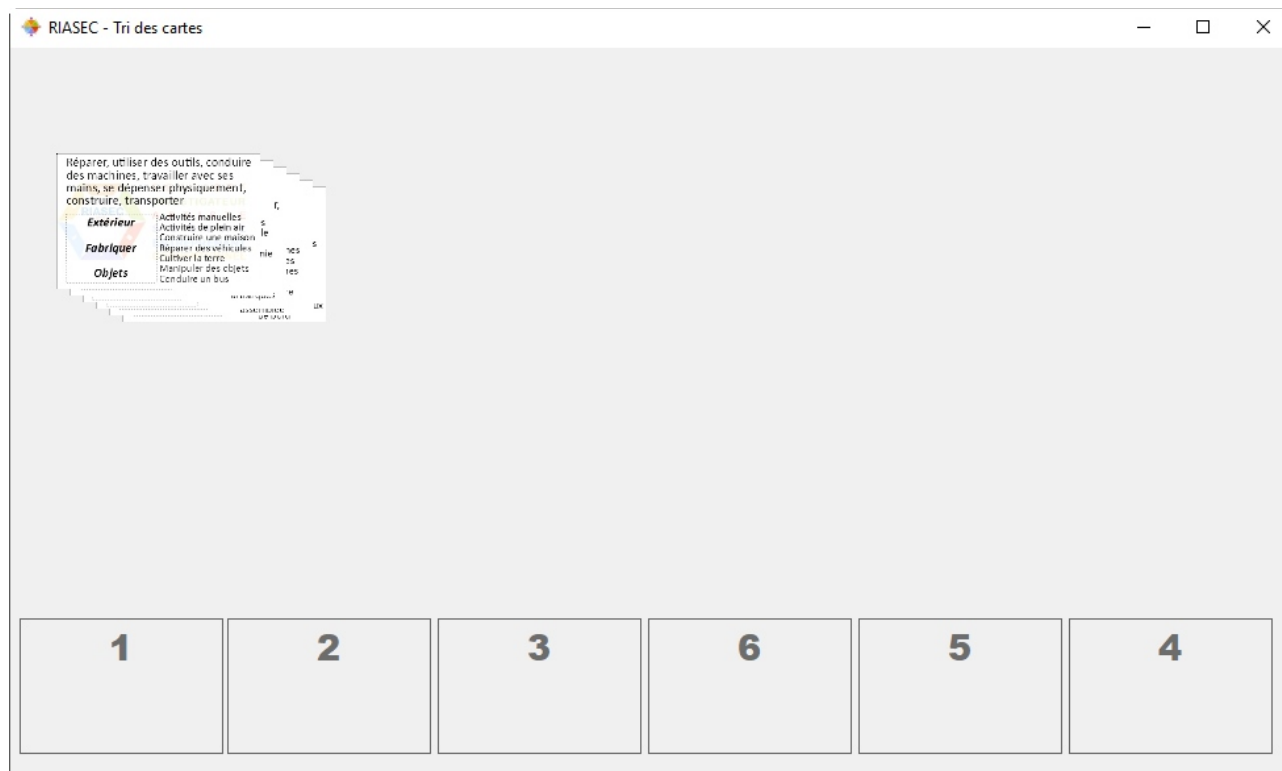 RIASEC - Tri des cartes
Réparer, utiliser des outils, conduire
des machines, travailler avec ses
mains, se dépenser physiquement,
construire, transporter
Extérieur
Fabriquer
Objets
Activités manuelles
Activités de plein air
Construire une maison
Réparer des véhicules
Cultiver la terre
Manipuler des objets
Conduire un bus
RIASEC
1 2 3 6 5 4